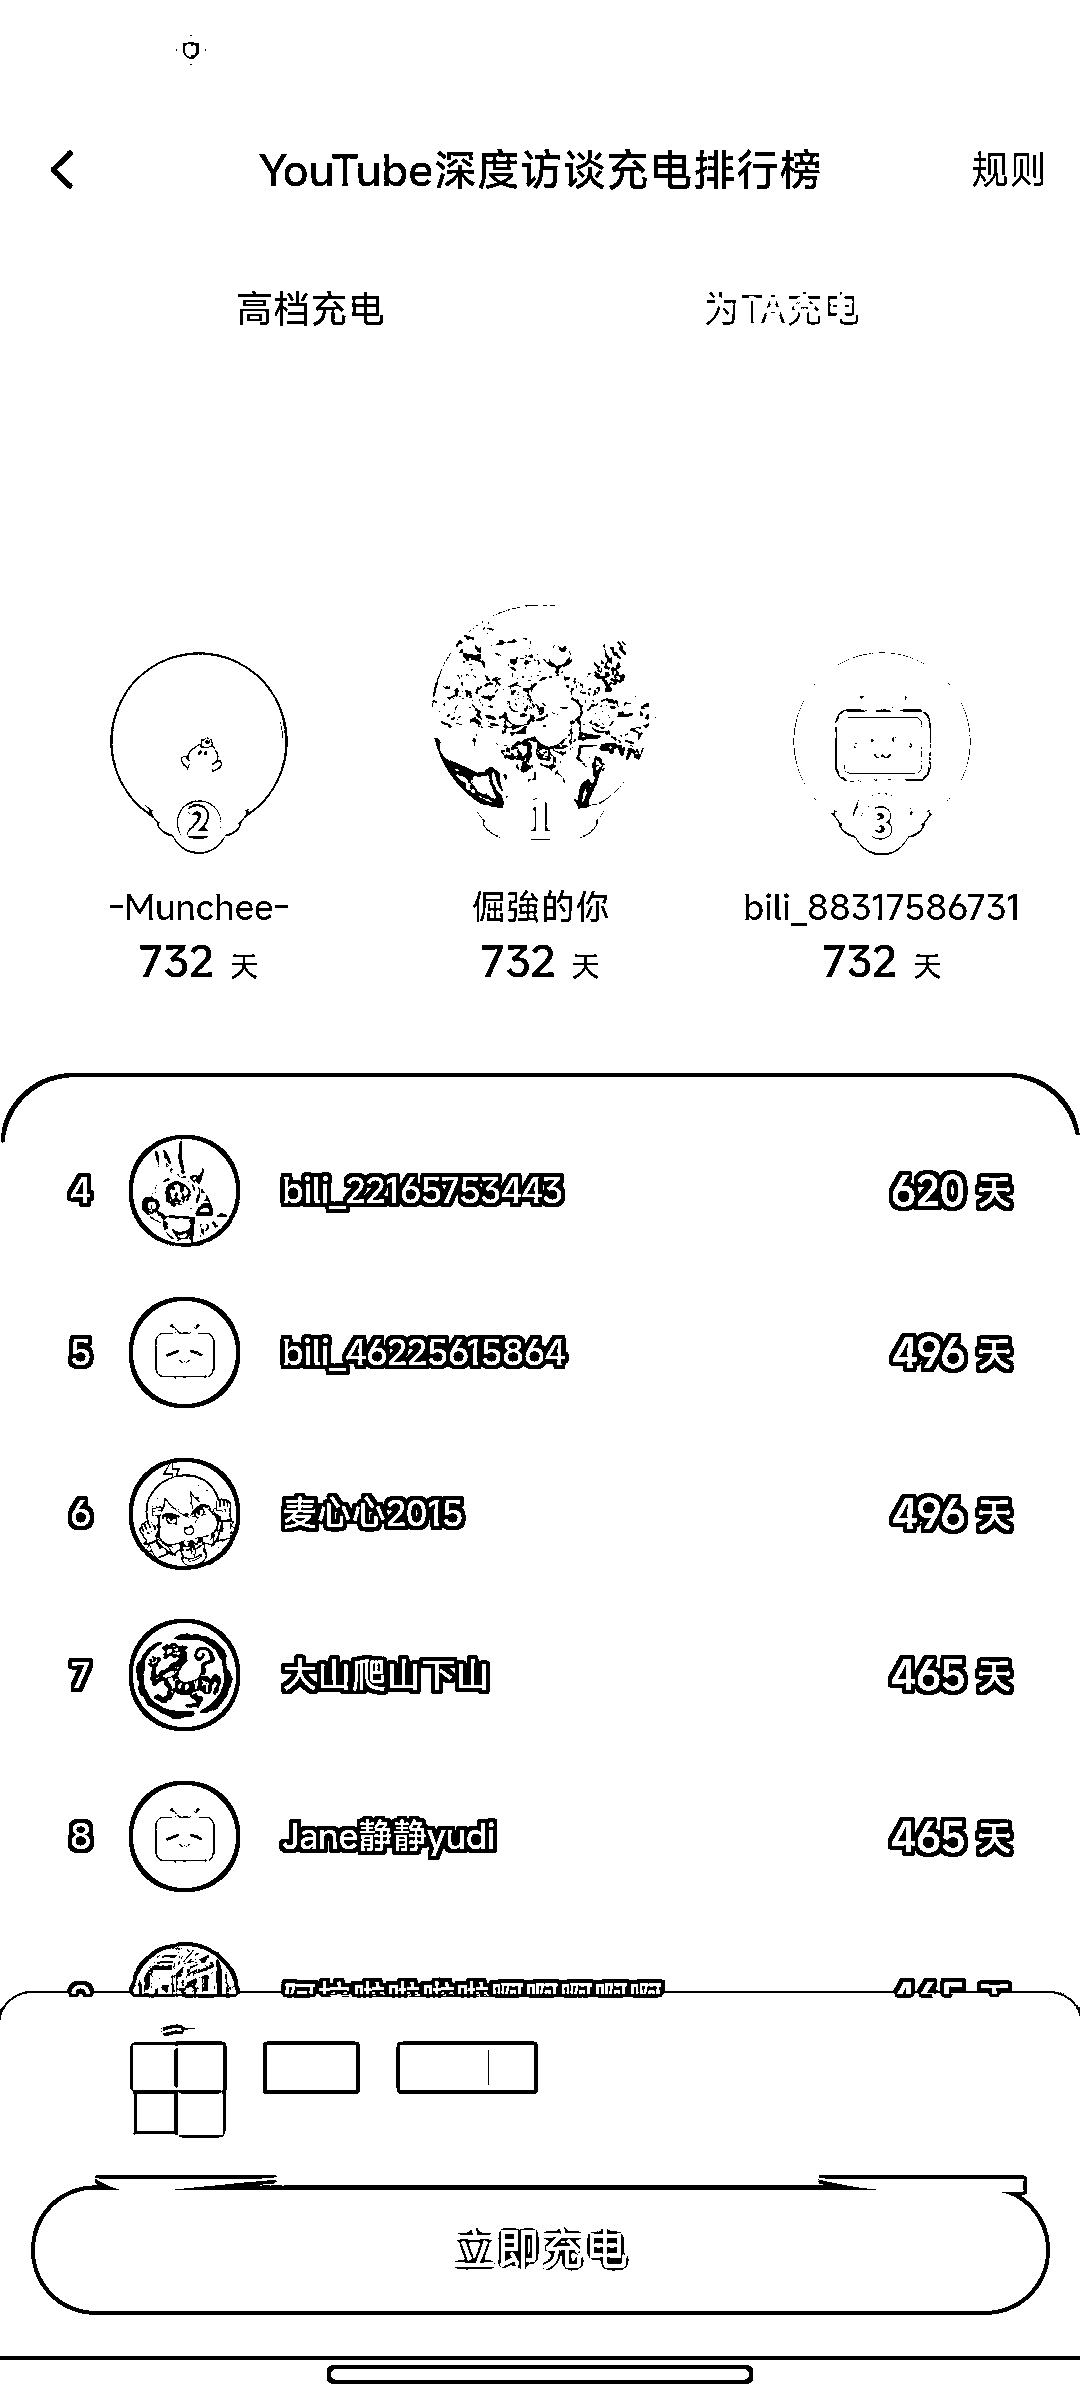 YouTube深度访谈充电排行榜
规则
高档充电
为TA充电
2
1
3
-Munchee-
倔強的你
bili_88317586731
732 天
732 天
732 天
4 bili_22165753443 620 天
5 bili_46225615864 496 天
6 麦心心2015 496 天
7 大山爬山下山 465 天
8 Jane静静yudi 465 天
立即充电